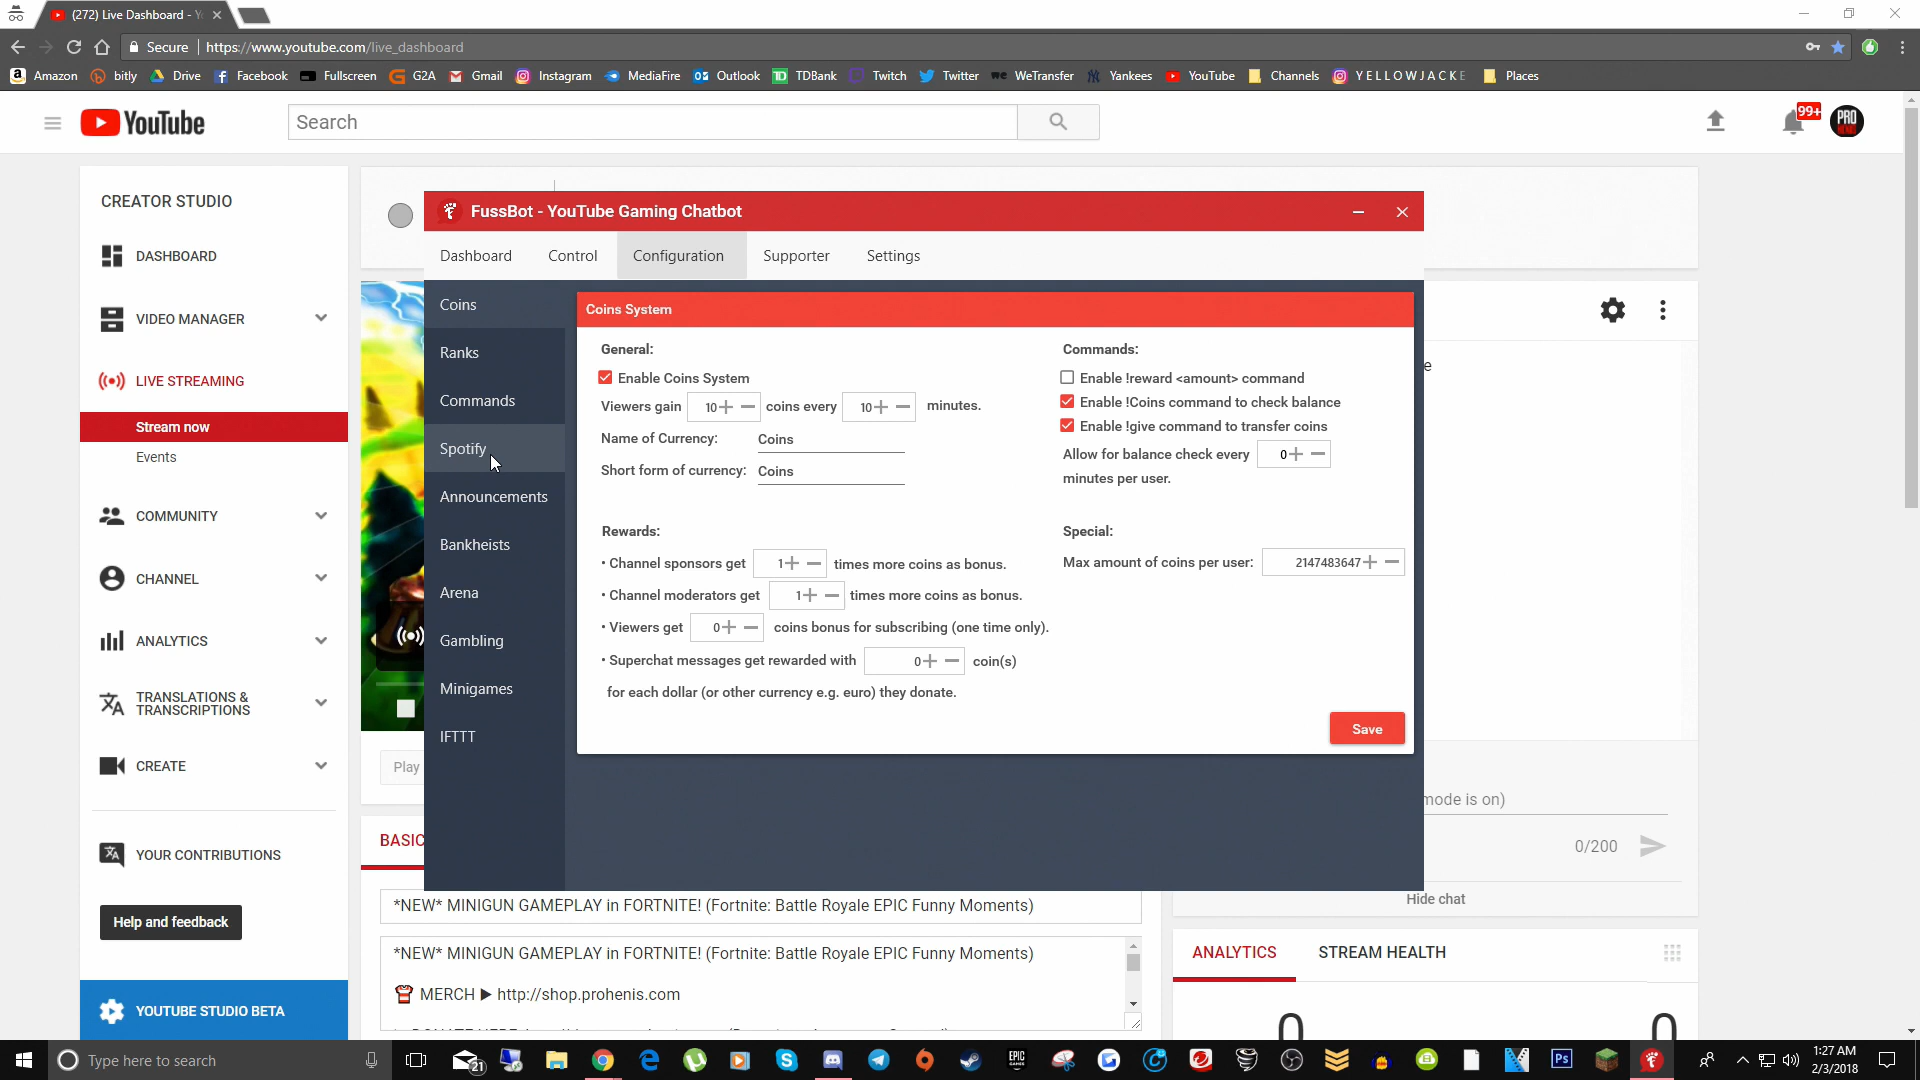 (272) Live Dashboard - Y
Secure https://www.youtube.com/live_dashboard
Amazon bitly Drive Facebook Fullscreen G2A Gmail Instagram MediaFire Outlook TDBank Twitch Twitter WeTransfer Yankees YouTube Channels YELLOWJACKE Places
YouTube
Search
99+
PRO
CREATOR STUDIO
DASHBOARD
VIDEO MANAGER
LIVE STREAMING
Stream now
Events
COMMUNITY
CHANNEL
ANALYTICS
TRANSLATIONS &
TRANSCRIPTIONS
CREATE
YOUR CONTRIBUTIONS
Help and feedback
YOUTUBE STUDIO BETA
FussBot - YouTube Gaming Chatbot
Dashboard Control Configuration Supporter Settings
Coins
Ranks
Commands
Spotify
Announcements
Bankheists
Arena
Gambling
Minigames
IFTTT
Coins System
General:
Enable Coins System
Viewers gain 10 coins every 10 minutes.
Name of Currency: Coins
Short form of currency: Coins
Commands:
Enable !reward <amount> command
Enable !Coins command to check balance
Enable !give command to transfer coins
Allow for balance check every 0
minutes per user.
Rewards:
• Channel sponsors get 1 times more coins as bonus.
• Channel moderators get 1 times more coins as bonus.
• Viewers get 0 coins bonus for subscribing (one time only).
• Superchat messages get rewarded with 0 coin(s)
for each dollar (or other currency e.g. euro) they donate.
Special:
Max amount of coins per user: 2147483647
Save
e
Play
mode is on)
0/200
Hide chat
BASIC
*NEW* MINIGUN GAMEPLAY in FORTNITE! (Fortnite: Battle Royale EPIC Funny Moments)
*NEW* MINIGUN GAMEPLAY in FORTNITE! (Fortnite: Battle Royale EPIC Funny Moments)
MERCH ▶ http://shop.prohenis.com
ANALYTICS STREAM HEALTH
0 0
Type here to search
21
EPIC
GAMES
Ps
1:27 AM
2/3/2018